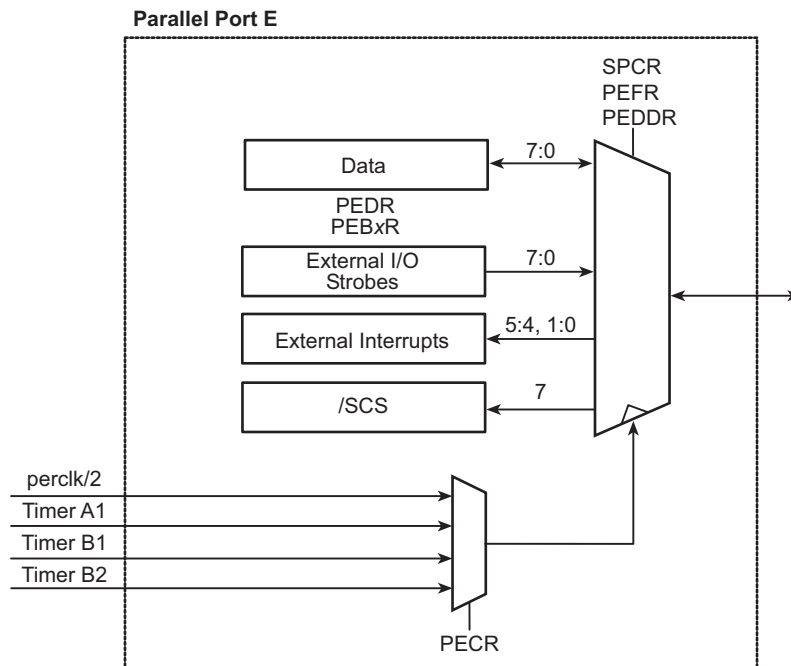 Parallel Port E
SPCR
PEFR
PEDDR
Data
7:0
PEDR
PEBxR
External I/O
Strobes
7:0
External Interrupts
5:4, 1:0
/SCS
7
perclk/2
Timer A1
Timer B1
Timer B2
PECR